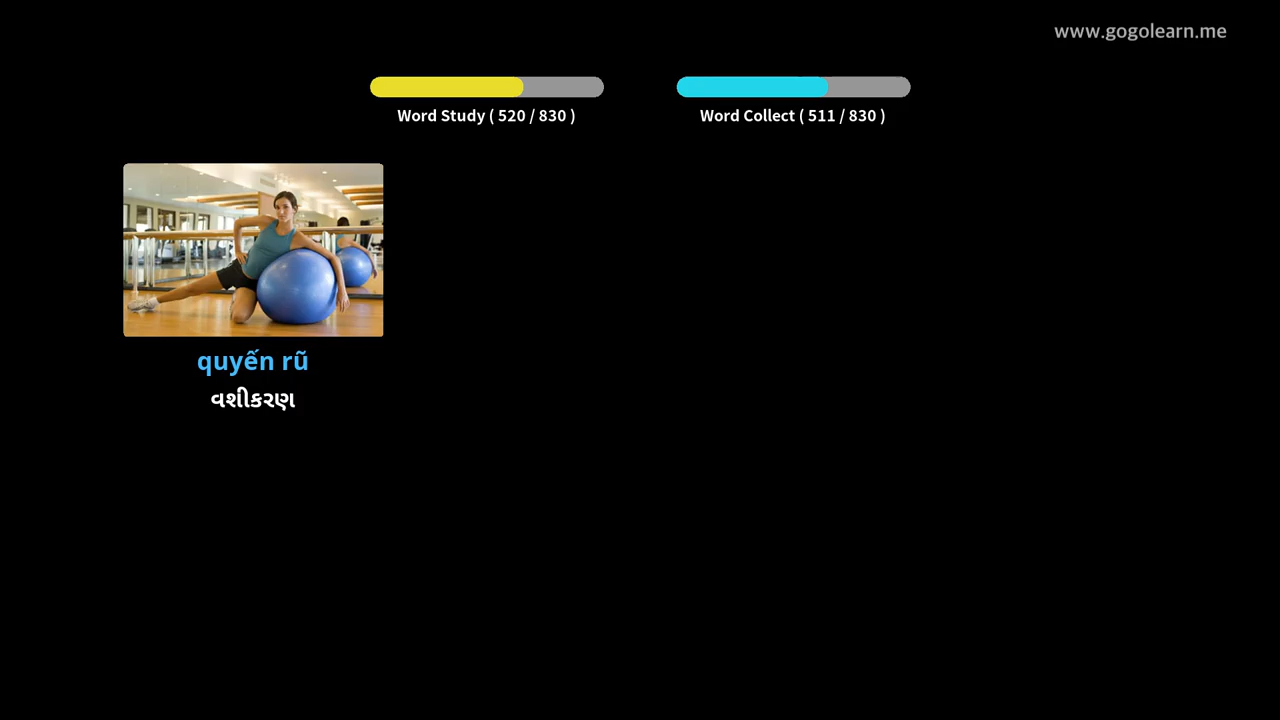 www.gogolearn.me
Word Study ( 520 / 830 )
Word Collect ( 511 / 830 )
quyến rũ
વશીકરણ